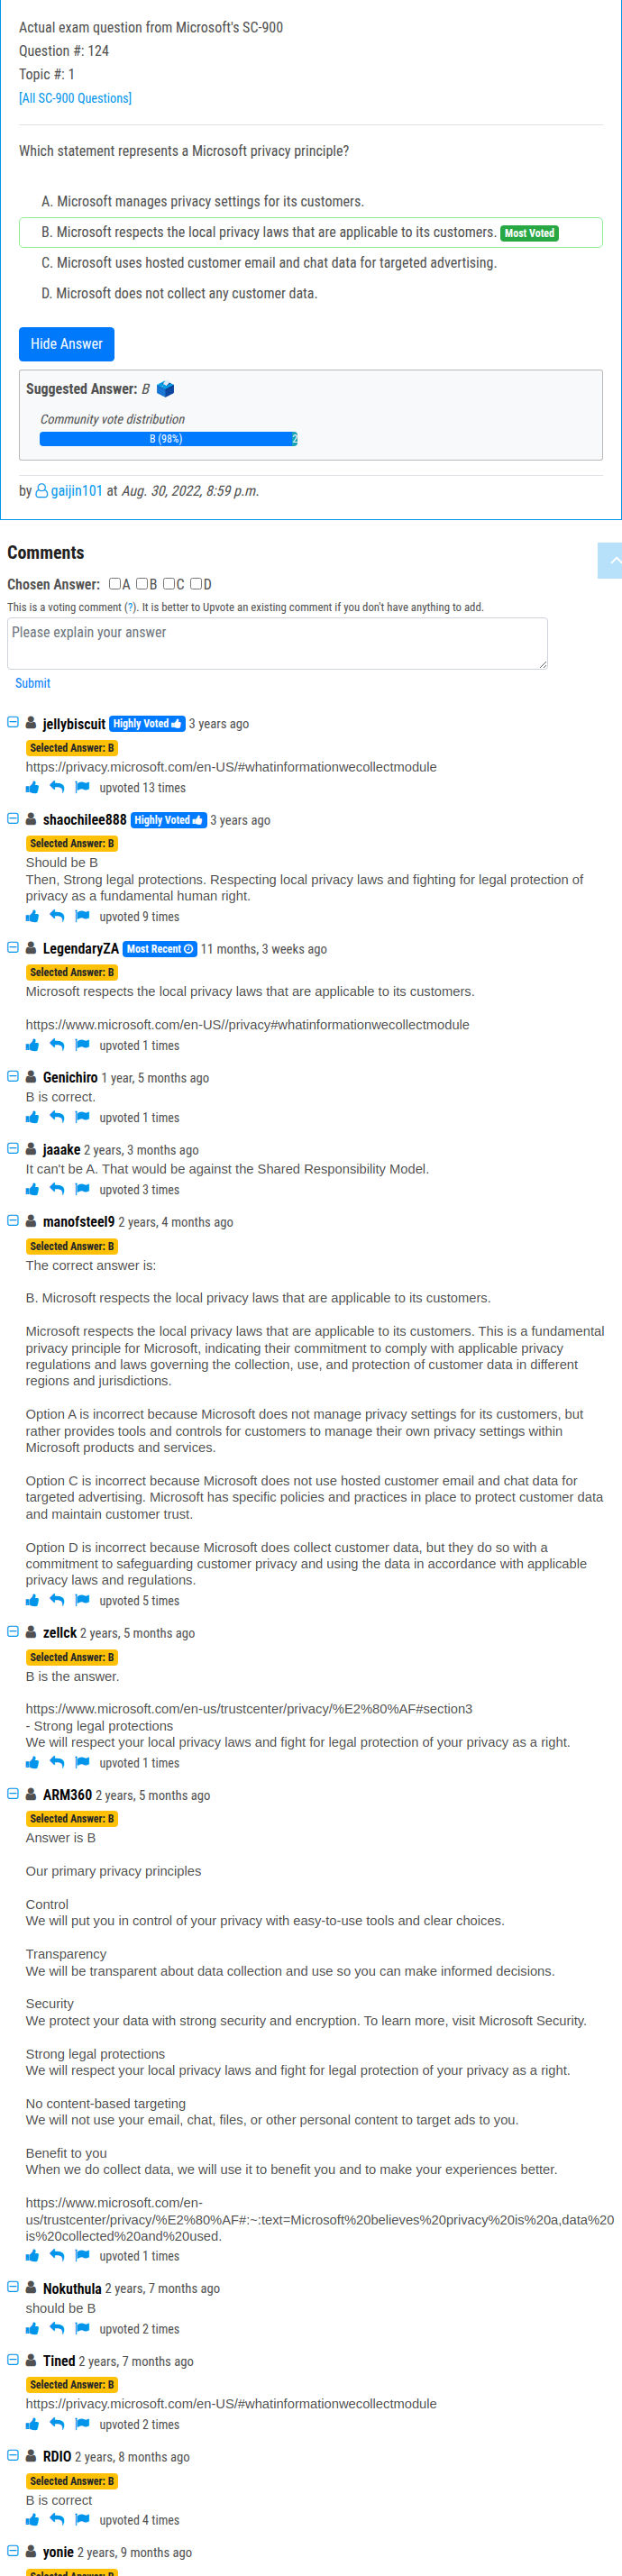 Actual exam question from Microsoft's SC-900
Question #: 124
Topic #: 1
[All SC-900 Questions]
Which statement represents a Microsoft privacy principle?
A. Microsoft manages privacy settings for its customers.
B. Microsoft respects the local privacy laws that are applicable to its customers. Most Voted
C. Microsoft uses hosted customer email and chat data for targeted advertising.
D. Microsoft does not collect any customer data.
Hide Answer
Suggested Answer: B
Community vote distribution
B (98%) 2
by gaijin101 at Aug. 30, 2022, 8:59 p.m.
Comments
Chosen Answer: A B C D
This is a voting comment (?). It is better to Upvote an existing comment if you don't have anything to add.
Please explain your answer
Submit
jellybiscuit Highly Voted 3 years ago
Selected Answer: B
https://privacy.microsoft.com/en-US/#whatinformationwecollectmodule
upvoted 13 times
shaochilee888 Highly Voted 3 years ago
Selected Answer: B
Should be B
Then, Strong legal protections. Respecting local privacy laws and fighting for legal protection of
privacy as a fundamental human right.
upvoted 9 times
LegendaryZA Most Recent 11 months, 3 weeks ago
Selected Answer: B
Microsoft respects the local privacy laws that are applicable to its customers.
https://www.microsoft.com/en-US//privacy#whatinformationwecollectmodule
upvoted 1 times
Genichiro 1 year, 5 months ago
B is correct.
upvoted 1 times
jaaake 2 years, 3 months ago
It can't be A. That would be against the Shared Responsibility Model.
upvoted 3 times
manofsteel9 2 years, 4 months ago
Selected Answer: B
The correct answer is:
B. Microsoft respects the local privacy laws that are applicable to its customers.
Microsoft respects the local privacy laws that are applicable to its customers. This is a fundamental
privacy principle for Microsoft, indicating their commitment to comply with applicable privacy
regulations and laws governing the collection, use, and protection of customer data in different
regions and jurisdictions.
Option A is incorrect because Microsoft does not manage privacy settings for its customers, but
rather provides tools and controls for customers to manage their own privacy settings within
Microsoft products and services.
Option C is incorrect because Microsoft does not use hosted customer email and chat data for
targeted advertising. Microsoft has specific policies and practices in place to protect customer data
and maintain customer trust.
Option D is incorrect because Microsoft does collect customer data, but they do so with a
commitment to safeguarding customer privacy and using the data in accordance with applicable
privacy laws and regulations.
upvoted 5 times
zellck 2 years, 5 months ago
Selected Answer: B
B is the answer.
https://www.microsoft.com/en-us/trustcenter/privacy/%E2%80%AF#section3
- Strong legal protections
We will respect your local privacy laws and fight for legal protection of your privacy as a right.
upvoted 1 times
ARM360 2 years, 5 months ago
Selected Answer: B
Answer is B
Our primary privacy principles
Control
We will put you in control of your privacy with easy-to-use tools and clear choices.
Transparency
We will be transparent about data collection and use so you can make informed decisions.
Security
We protect your data with strong security and encryption. To learn more, visit Microsoft Security.
Strong legal protections
We will respect your local privacy laws and fight for legal protection of your privacy as a right.
No content-based targeting
We will not use your email, chat, files, or other personal content to target ads to you.
Benefit to you
When we do collect data, we will use it to benefit you and to make your experiences better.
https://www.microsoft.com/en-
us/trustcenter/privacy/%E2%80%AF#:~:text=Microsoft%20believes%20privacy%20is%20a,data%20
is%20collected%20and%20used.
upvoted 1 times
Nokuthula 2 years, 7 months ago
should be B
upvoted 2 times
Tined 2 years, 7 months ago
Selected Answer: B
https://privacy.microsoft.com/en-US/#whatinformationwecollectmodule
upvoted 2 times
RDIO 2 years, 8 months ago
Selected Answer: B
B is correct
upvoted 4 times
yonie 2 years, 9 months ago